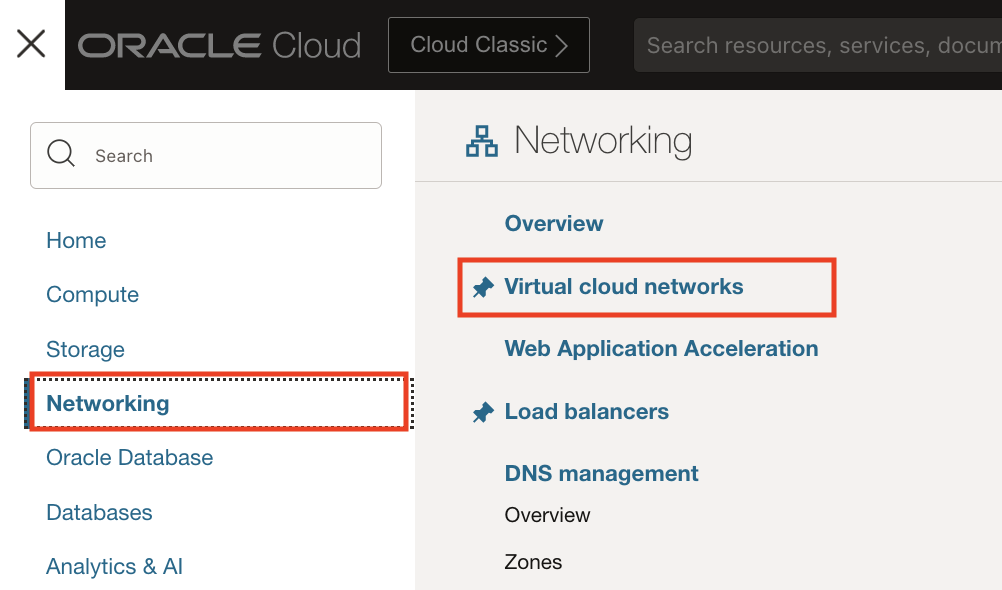 ORACLE Cloud
Cloud Classic
Search resources, services, docum
Search
Home
Compute
Storage
Networking
Oracle Database
Databases
Analytics & AI
Networking
Overview
Virtual cloud networks
Web Application Acceleration
Load balancers
DNS management
Overview
Zones